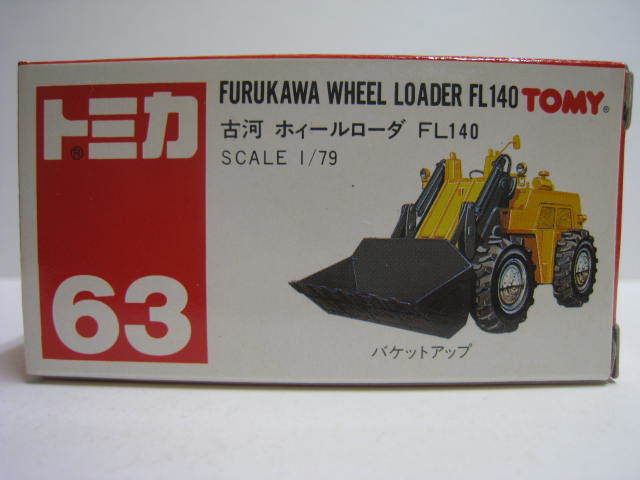 トミカ®
63
FURUKAWA WHEEL LOADER FL140 TOMY®
古河 ホィールローダ FL140
SCALE 1/79
バケットアップ